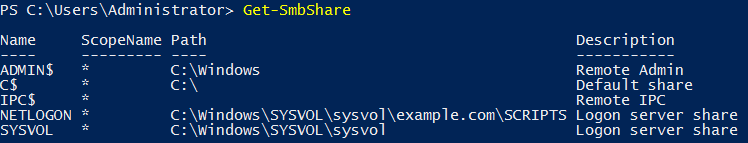 PS C:\Users\Administrator> Get-SmbShare
Name     ScopeName Path                                      Description
----     --------- ----                                      -----------
ADMIN$   *         C:\Windows                                Remote Admin
C$       *         C:\                                       Default share
IPC$     *                                                   Remote IPC
NETLOGON *         C:\Windows\SYSVOL\sysvol\example.com\SCRIPTS Logon server share
SYSVOL   *         C:\Windows\SYSVOL\sysvol                  Logon server share